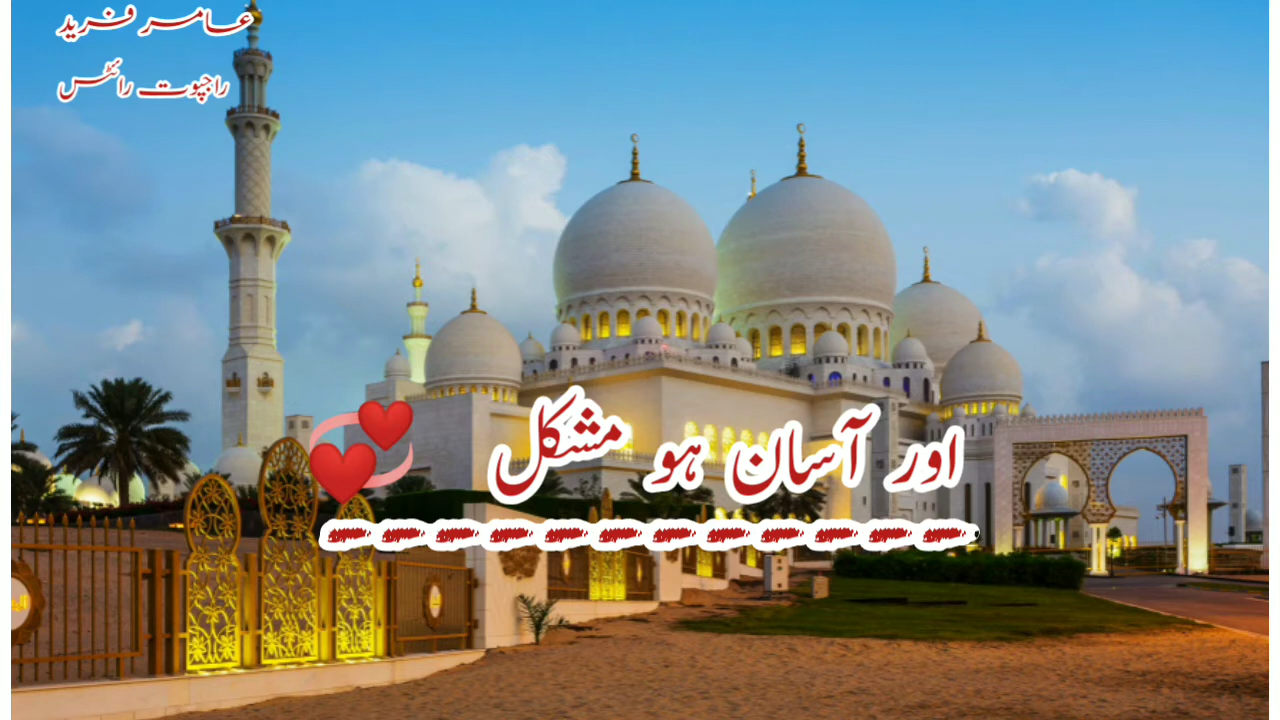 عامر فرید
راجپوت رائٹس
اور آسان ہو مشکل